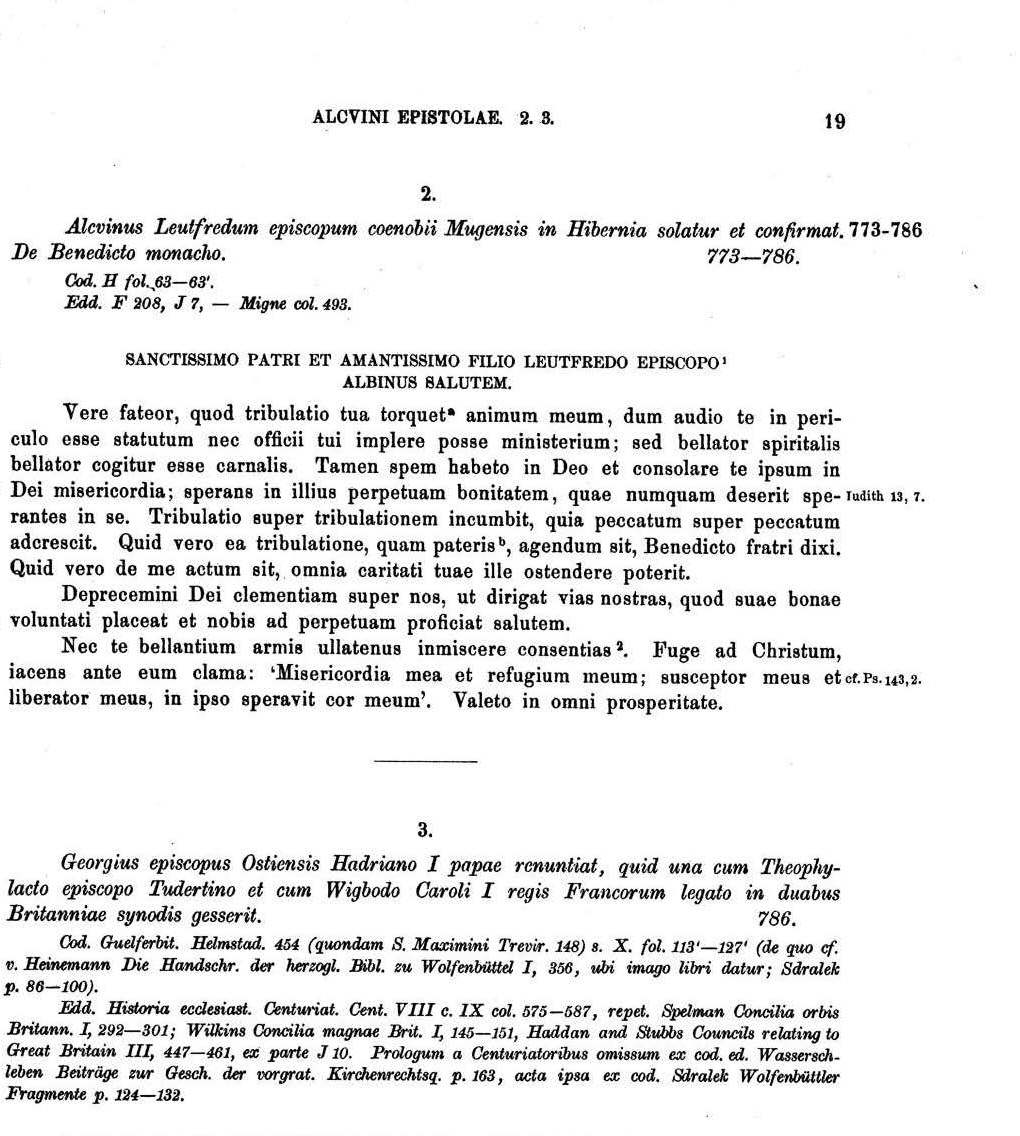 ALCVINI EPISTOLAE. 2. 3. 19
2.
Alcvinus Leutfredum episcopum coenobii Mugensis in Hibernia solatur et confirmat. 773-786
De Benedicto monacho. 773—786.
Cod. H fol. 63—63'.
Edd. F 208, J 7, — Migne col. 493.
SANCTISSIMO PATRI ET AMANTISSIMO FILIO LEUTFREDO EPISCOPO¹
ALBINUS SALUTEM.
Vere fateor, quod tribulatio tua torquetᵃ animum meum, dum audio te in peri-
culo esse statutum nec officii tui implere posse ministerium; sed bellator spiritalis
bellator cogitur esse carnalis. Tamen spem habeto in Deo et consolare te ipsum in
Dei misericordia; sperans in illius perpetuam bonitatem, quae numquam deserit spe- Iudith 13, 7.
rantes in se. Tribulatio super tribulationem incumbit, quia peccatum super peccatum
adcrescit. Quid vero ea tribulatione, quam paterisᵇ, agendum sit, Benedicto fratri dixi.
Quid vero de me actum sit, omnia caritati tuae ille ostendere poterit.
Deprecemini Dei clementiam super nos, ut dirigat vias nostras, quod suae bonae
voluntati placeat et nobis ad perpetuam proficiat salutem.
Nec te bellantium armis ullatenus inmiscere consentias². Fuge ad Christum,
iacens ante eum clama: 'Misericordia mea et refugium meum; susceptor meus et cf. Ps. 143,2.
liberator meus, in ipso speravit cor meum'. Valeto in omni prosperitate.
3.
Georgius episcopus Ostiensis Hadriano I papae renuntiat, quid una cum Theophy-
lacto episcopo Tudertino et cum Wigbodo Caroli I regis Francorum legato in duabus
Britanniae synodis gesserit. 786.
Cod. Guelferbit. Helmstad. 454 (quondam S. Maximini Trevir. 148) s. X. fol. 113'—127' (de quo cf.
v. Heinemann Die Handschr. der herzogl. Bibl. zu Wolfenbüttel I, 356, ubi imago libri datur; Sdralek
p. 86—100).
Edd. Historia ecclesiast. Centuriat. Cent. VIII c. IX col. 575—587, repet. Spelman Concilia orbis
Britann. I, 292—301; Wilkins Concilia magnae Brit. I, 145—151, Haddan and Stubbs Councils relating to
Great Britain III, 447—461, ex parte J 10. Prologum a Centuriatoribus omissum ex cod. ed. Wassersch-
leben Beiträge zur Gesch. der vorgrat. Kirchenrechtsq. p. 163, acta ipsa ex cod. Sdralek Wolfenbüttler
Fragmente p. 124—132.